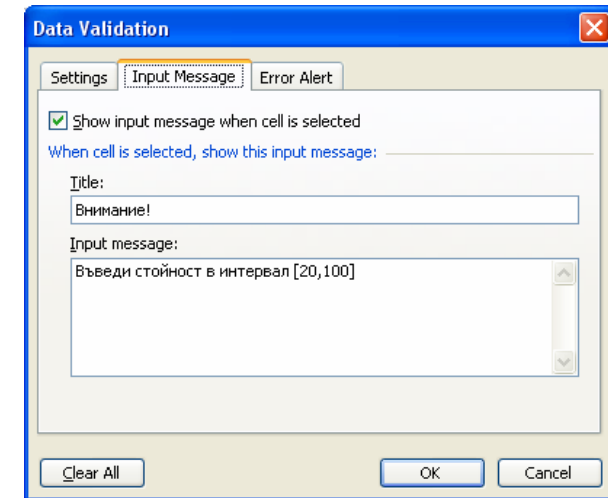 Data Validation
Settings Input Message Error Alert
Show input message when cell is selected
When cell is selected, show this input message:
Title:
Внимание!
Input message:
Въведи стойност в интервал [20,100]
Clear All OK Cancel